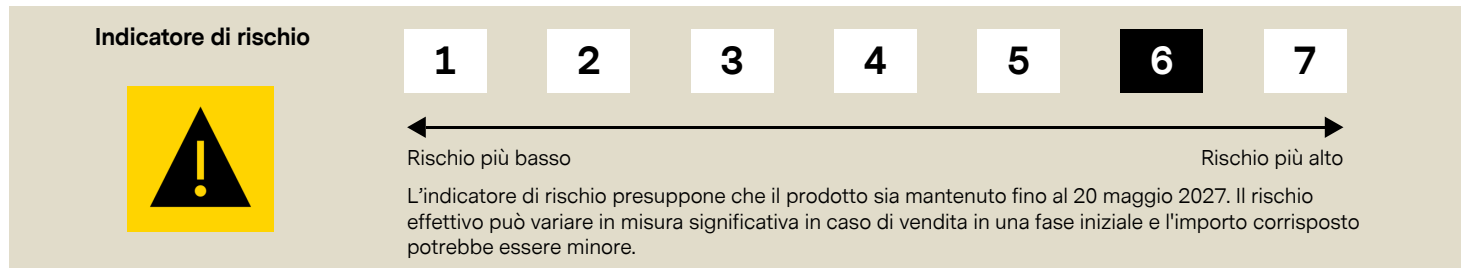 Indicatore di rischio
1 2 3 4 5 6 7
!
Rischio più basso Rischio più alto
L'indicatore di rischio presuppone che il prodotto sia mantenuto fino al 20 maggio 2027. Il rischio
effettivo può variare in misura significativa in caso di vendita in una fase iniziale e l'importo corrisposto
potrebbe essere minore.